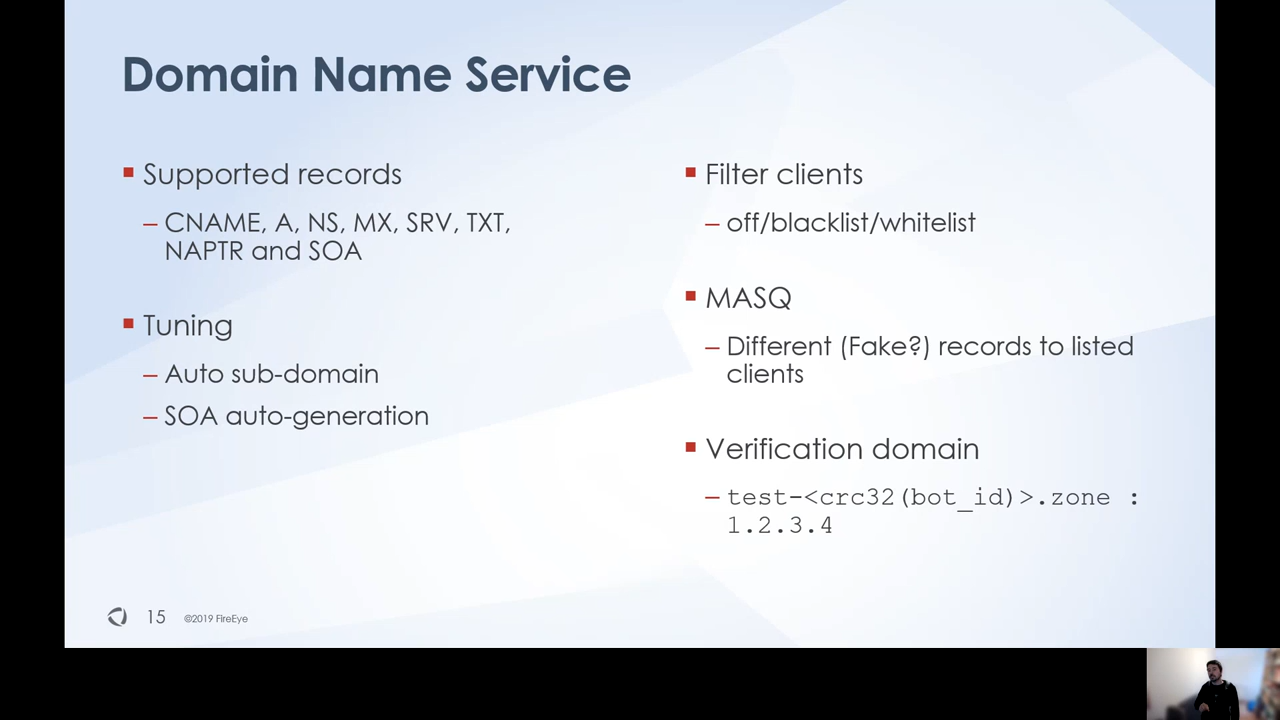 Domain Name Service
Supported records
– CNAME, A, NS, MX, SRV, TXT,
NAPTR and SOA
Tuning
– Auto sub-domain
– SOA auto-generation
Filter clients
– off/blacklist/whitelist
MASQ
– Different (Fake?) records to listed
clients
Verification domain
– test-<crc32(bot_id)>.zone :
1.2.3.4
15 ©2019 FireEye